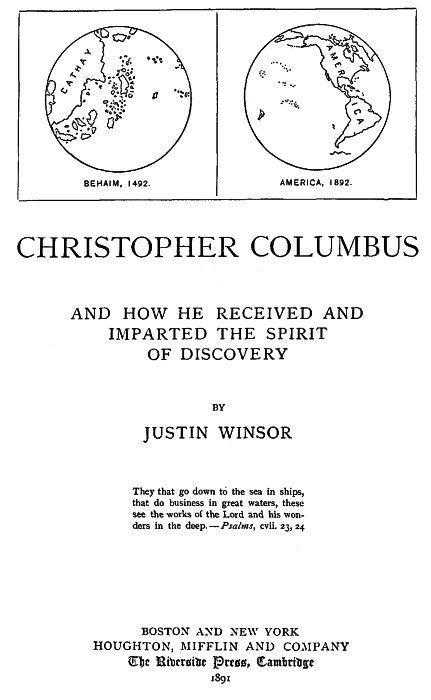 CATHAY
AMERICA
BEHAIM, 1492.
AMERICA, 1892.
CHRISTOPHER COLUMBUS
AND HOW HE RECEIVED AND
IMPARTED THE SPIRIT
OF DISCOVERY
BY
JUSTIN WINSOR
They that go down to the sea in ships,
that do business in great waters, these
see the works of the Lord and his won-
ders in the deep.—Psalms, cvii. 23, 24
BOSTON AND NEW YORK
HOUGHTON, MIFFLIN AND COMPANY
The Riverside Press, Cambridge
1891